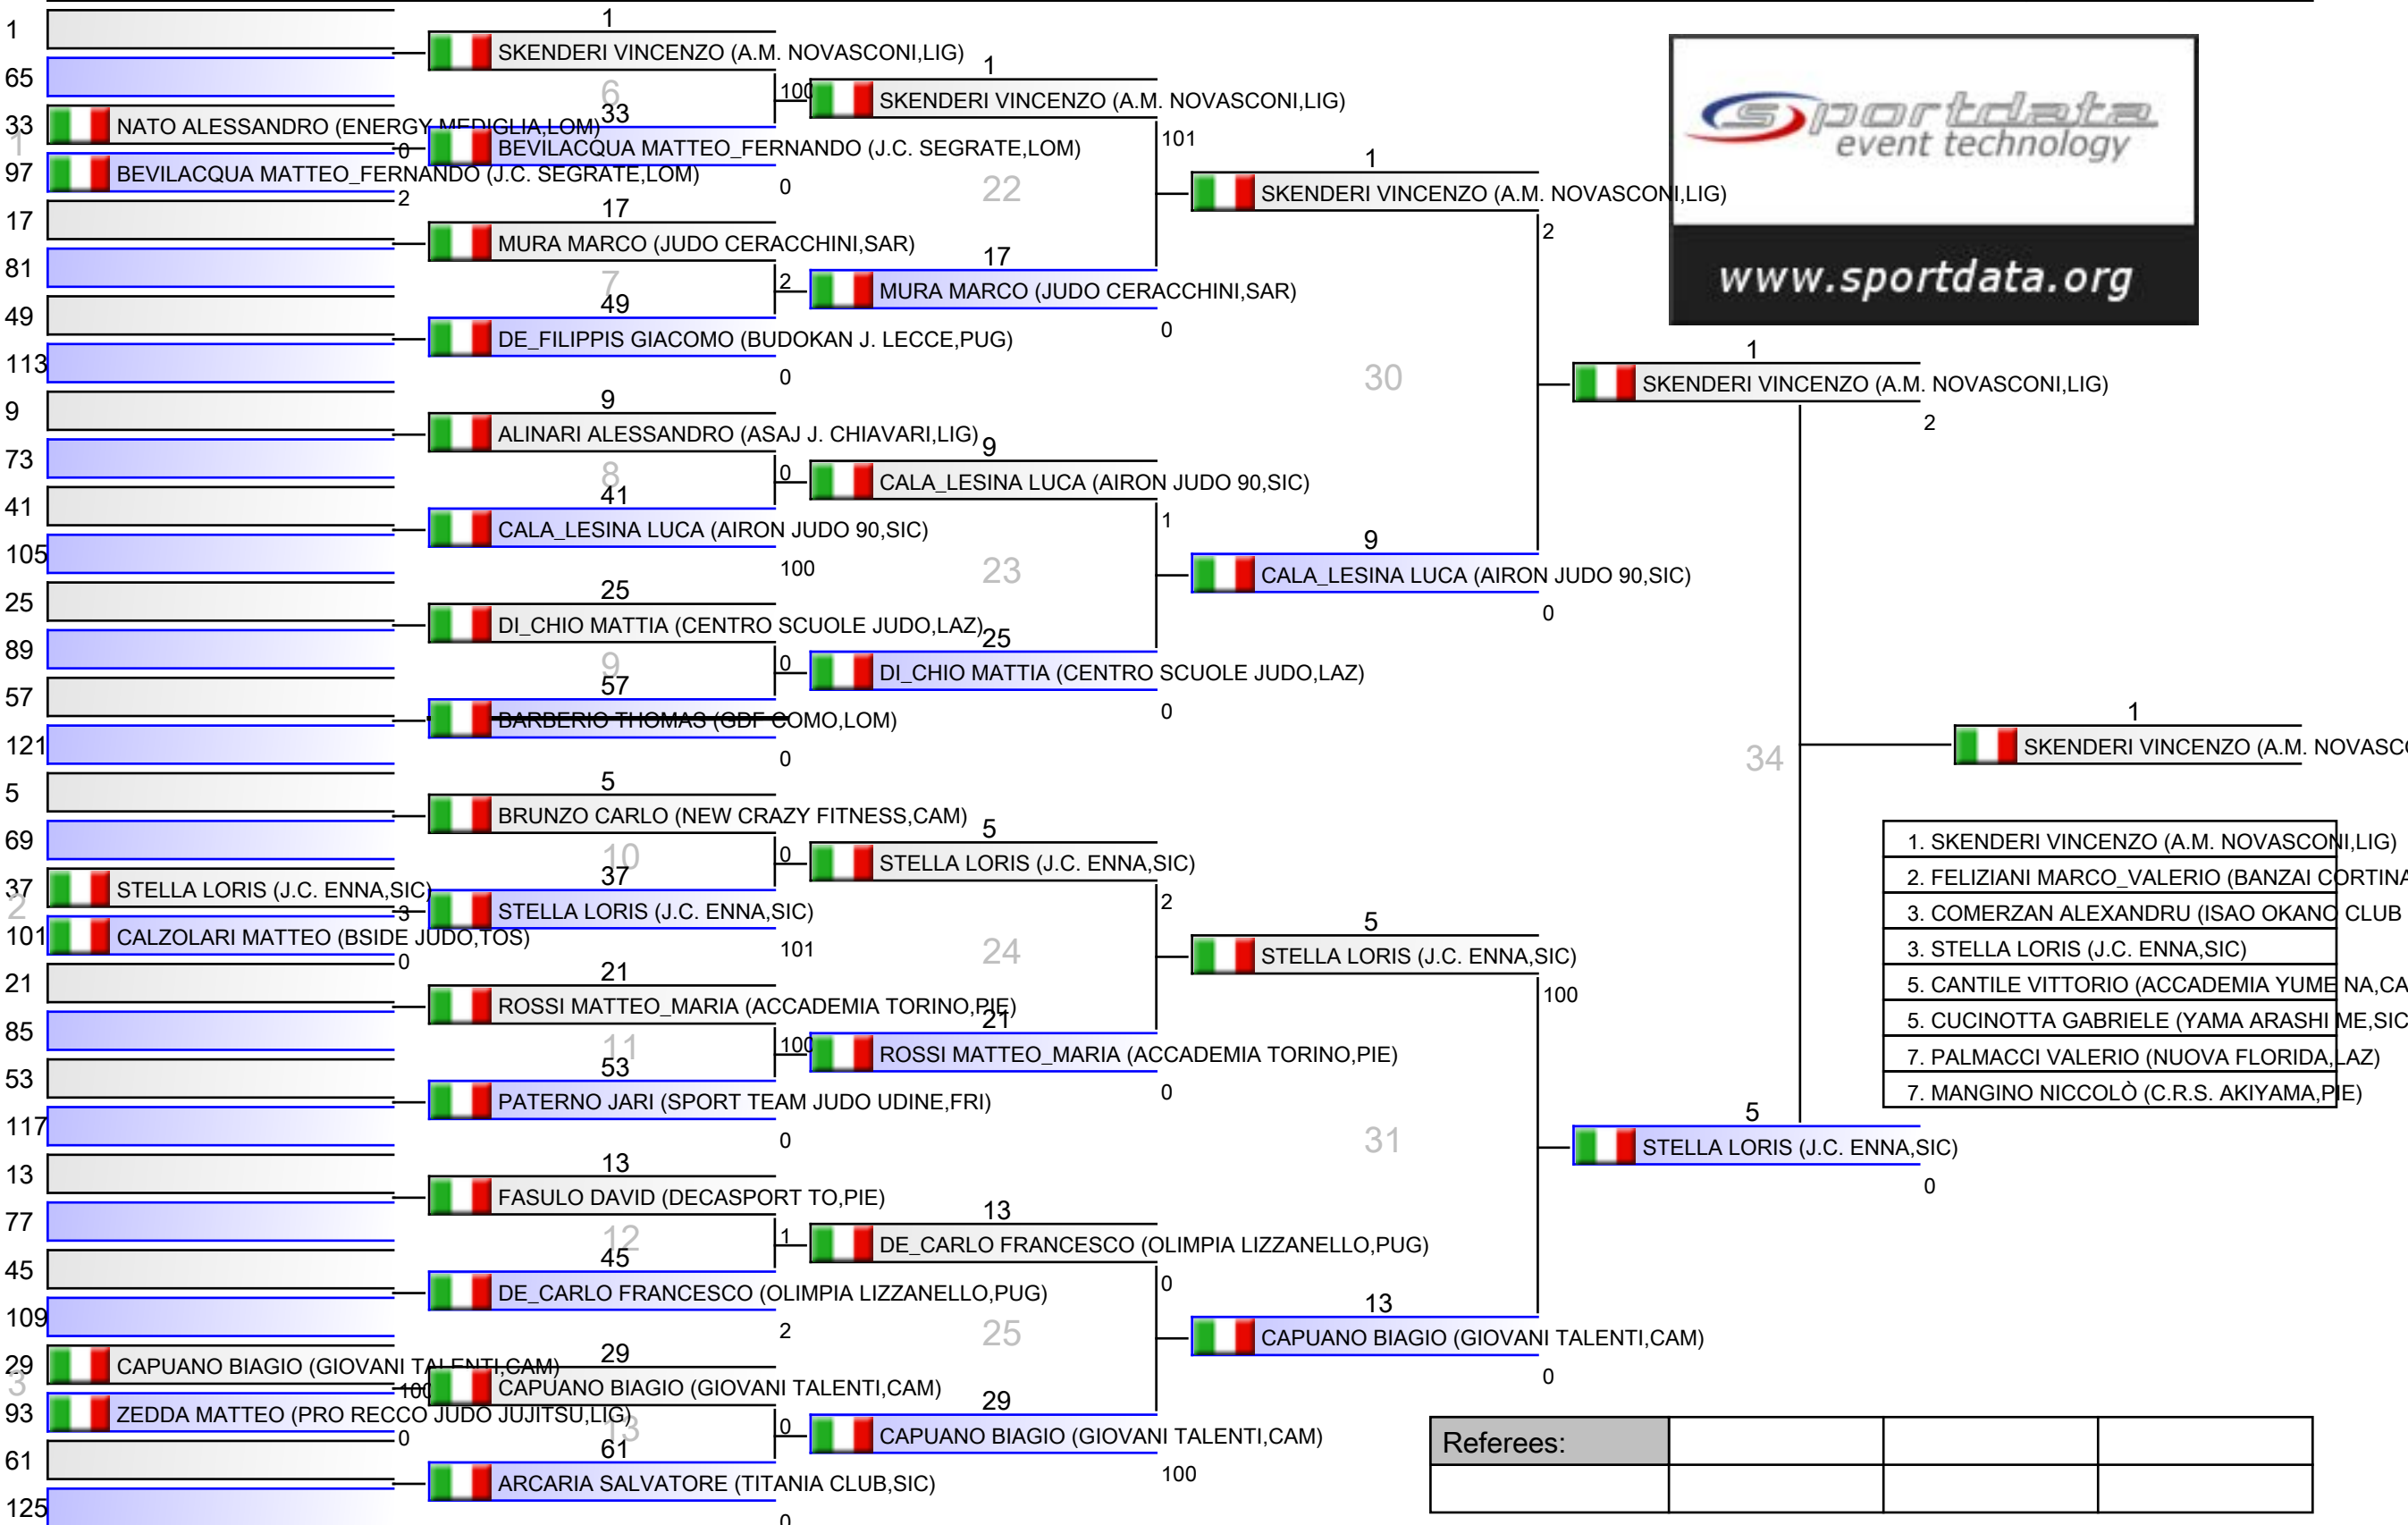 1
65
33 NATO ALESSANDRO (ENERGY MEDIGLIA,LOM)
0
1
97 BEVILACQUA MATTEO_FERNANDO (J.C. SEGRATE,LOM)
2
17
81
49
113
9
73
41
105
25
89
57
121
5
69
37 STELLA LORIS (J.C. ENNA,SIC)
3
2
101 CALZOLARI MATTEO (BSIDE JUDO,TOS)
0
21
85
53
117
13
77
45
109
29 CAPUANO BIAGIO (GIOVANI TALENTI,CAM)
100
3
93 ZEDDA MATTEO (PRO RECCO JUDO JUJITSU,LIG)
0
61
125
1
SKENDERI VINCENZO (A.M. NOVASCONI,LIG)
100
6
33
BEVILACQUA MATTEO_FERNANDO (J.C. SEGRATE,LOM)
0
17
MURA MARCO (JUDO CERACCHINI,SAR)
2
7
49
DE_FILIPPIS GIACOMO (BUDOKAN J. LECCE,PUG)
0
9
ALINARI ALESSANDRO (ASAJ J. CHIAVARI,LIG)
0
8
41
CALA_LESINA LUCA (AIRON JUDO 90,SIC)
100
25
DI_CHIO MATTIA (CENTRO SCUOLE JUDO,LAZ)
0
9
57
BARBERIO THOMAS (GDF COMO,LOM)
0
5
BRUNZO CARLO (NEW CRAZY FITNESS,CAM)
0
10
37
STELLA LORIS (J.C. ENNA,SIC)
101
21
ROSSI MATTEO_MARIA (ACCADEMIA TORINO,PIE)
100
11
53
PATERNO JARI (SPORT TEAM JUDO UDINE,FRI)
0
13
FASULO DAVID (DECASPORT TO,PIE)
1
12
45
DE_CARLO FRANCESCO (OLIMPIA LIZZANELLO,PUG)
2
29
CAPUANO BIAGIO (GIOVANI TALENTI,CAM)
0
13
61
ARCARIA SALVATORE (TITANIA CLUB,SIC)
0
1
SKENDERI VINCENZO (A.M. NOVASCONI,LIG)
101
22
17
MURA MARCO (JUDO CERACCHINI,SAR)
0
9
CALA_LESINA LUCA (AIRON JUDO 90,SIC)
1
23
25
DI_CHIO MATTIA (CENTRO SCUOLE JUDO,LAZ)
0
5
STELLA LORIS (J.C. ENNA,SIC)
2
24
21
ROSSI MATTEO_MARIA (ACCADEMIA TORINO,PIE)
0
13
DE_CARLO FRANCESCO (OLIMPIA LIZZANELLO,PUG)
0
25
29
CAPUANO BIAGIO (GIOVANI TALENTI,CAM)
100
1
SKENDERI VINCENZO (A.M. NOVASCONI,LIG)
2
30
9
CALA_LESINA LUCA (AIRON JUDO 90,SIC)
0
5
STELLA LORIS (J.C. ENNA,SIC)
100
31
13
CAPUANO BIAGIO (GIOVANI TALENTI,CAM)
0
sportdata
event technology
www.sportdata.org
1
SKENDERI VINCENZO (A.M. NOVASCONI,LIG)
2
34
5
STELLA LORIS (J.C. ENNA,SIC)
0
1
SKENDERI VINCENZO (A.M. NOVASC
1. SKENDERI VINCENZO (A.M. NOVASCONI,LIG)
2. FELIZIANI MARCO_VALERIO (BANZAI CORTINA
3. COMERZAN ALEXANDRU (ISAO OKANO CLUB
3. STELLA LORIS (J.C. ENNA,SIC)
5. CANTILE VITTORIO (ACCADEMIA YUME NA,CA
5. CUCINOTTA GABRIELE (YAMA ARASHI ME,SIC
7. PALMACCI VALERIO (NUOVA FLORIDA,LAZ)
7. MANGINO NICCOLÒ (C.R.S. AKIYAMA,PIE)
Referees: